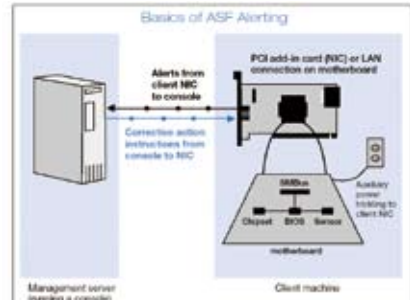 Basics of ASF Alerting
PCI add-in card (NIC) or LAN
connection on motherboard
Alerts from
client NIC
to console
Corrective action
instructions from
console to NIC
Auxiliary
power
trickling to
client NIC
SMBus
Chipset BIOS Sensor
motherboard
Management server
(running a console)
Client machine